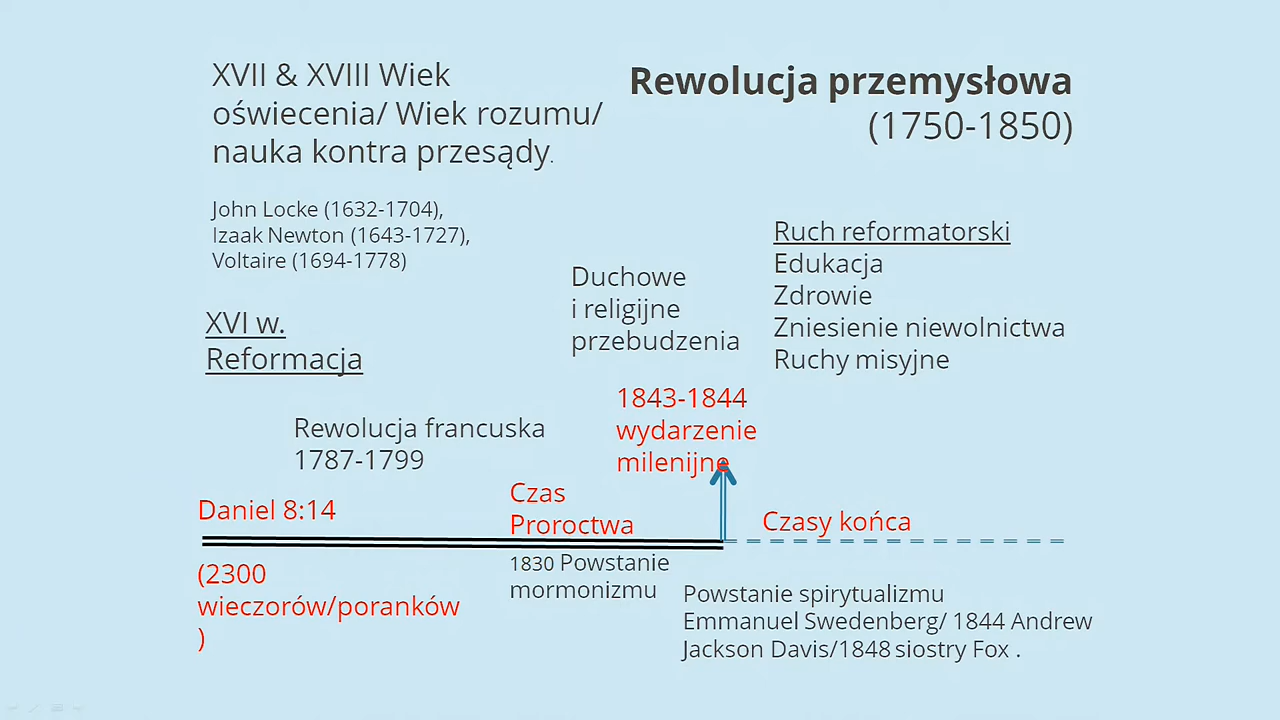 XVII & XVIII Wiek
oświecenia/ Wiek rozumu/
nauka kontra przesądy.
Rewolucja przemysłowa
(1750-1850)
John Locke (1632-1704),
Izaak Newton (1643-1727),
Voltaire (1694-1778)
Ruch reformatorski
Edukacja
Zdrowie
Zniesienie niewolnictwa
Ruchy misyjne
Duchowe
i religijne
przebudzenia
XVI w.
Reformacja
1843-1844
wydarzenie
milenijne
Rewolucja francuska
1787-1799
Daniel 8:14
Czas
Proroctwa
Czasy końca
(2300
wieczorów/poranków
)
1830 Powstanie
mormonizmu
Powstanie spirytualizmu
Emmanuel Swedenberg/ 1844 Andrew
Jackson Davis/1848 siostry Fox .